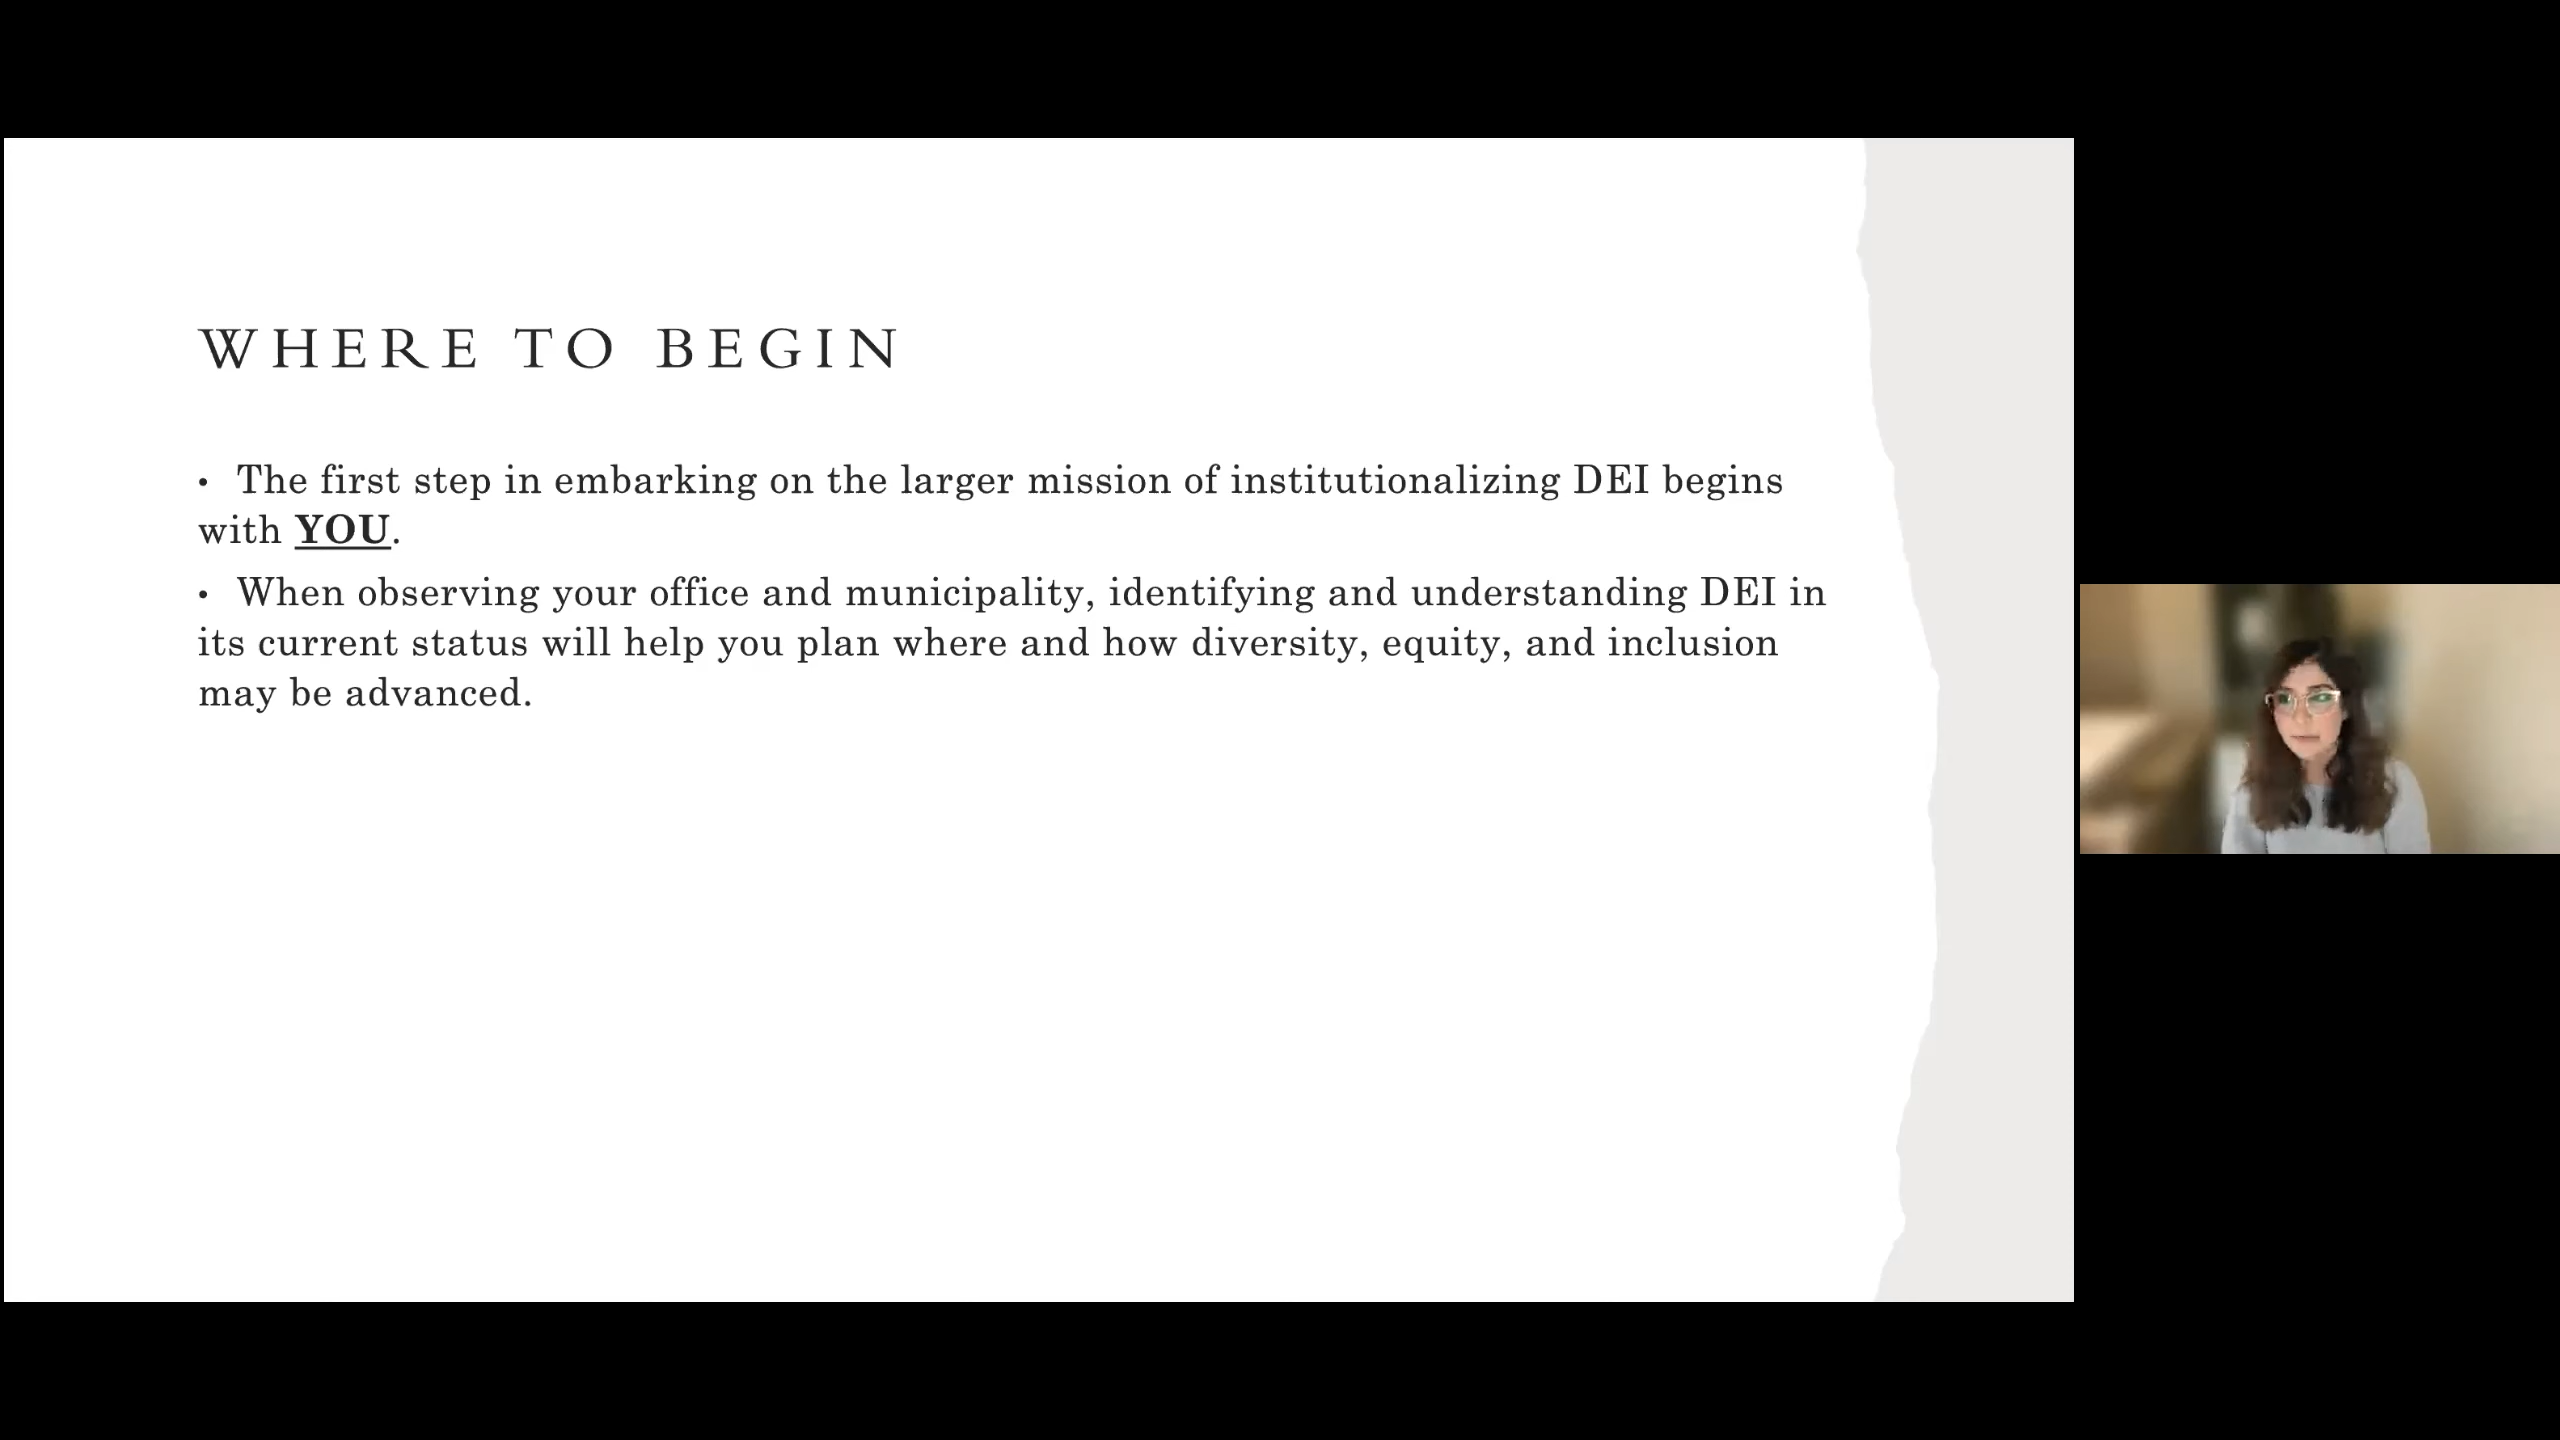 WHERE TO BEGIN
• The first step in embarking on the larger mission of institutionalizing DEI begins
with YOU.
• When observing your office and municipality, identifying and understanding DEI in
its current status will help you plan where and how diversity, equity, and inclusion
may be advanced.